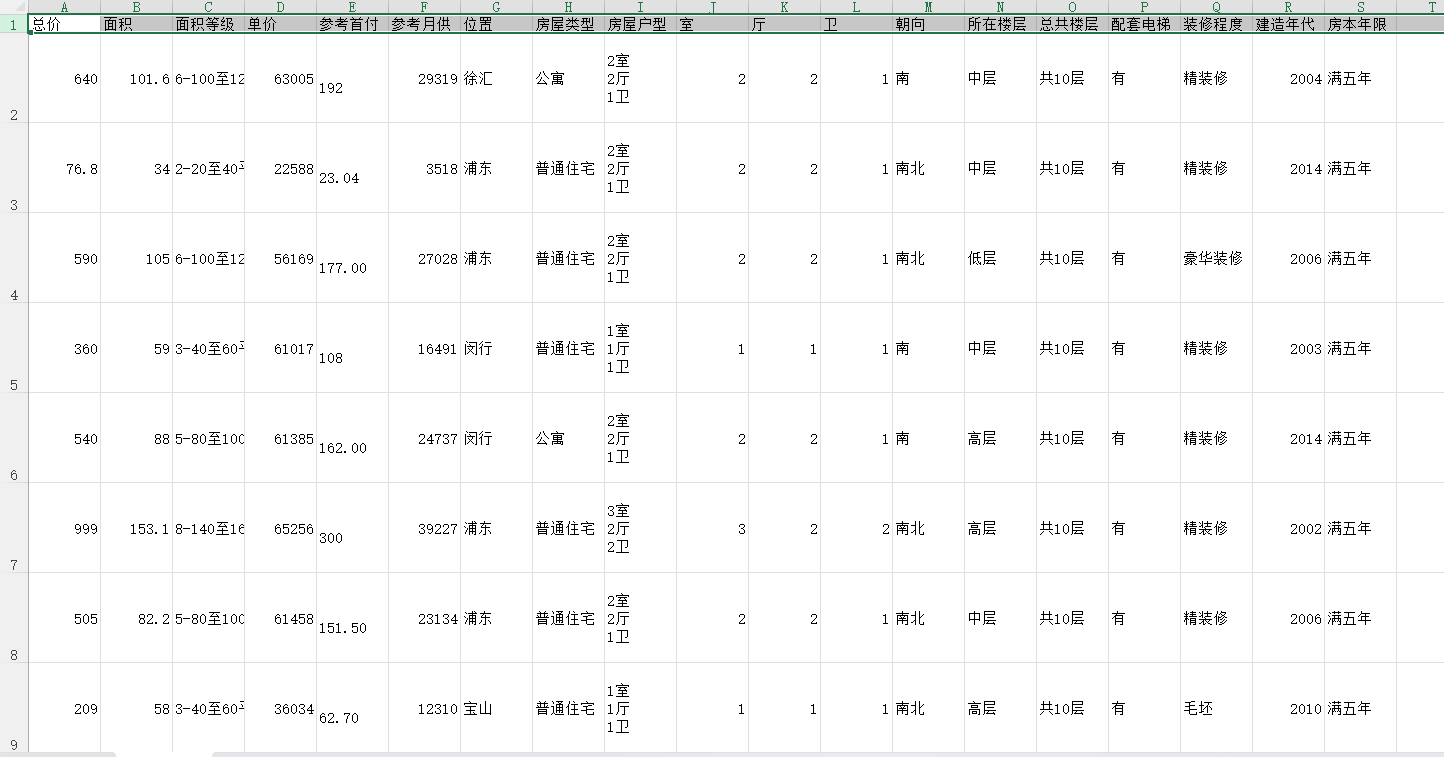 A B C D E F G H I J K L M N O P Q R S T
1 总价 面积 面积等级 单价 参考首付 参考月供 位置 房屋类型 房屋户型 室 厅 卫 朝向 所在楼层 总共楼层 配套电梯 装修程度 建造年代 房本年限
2室
640 101.6 6-100至12 63005 192 29319 徐汇 公寓 2厅 2 2 1 南 中层 共10层 有 精装修 2004 满五年
1卫
2
2室
76.8 34 2-20至40 22588 23.04 3518 浦东 普通住宅 2厅 2 2 1 南北 中层 共10层 有 精装修 2014 满五年
1卫
3
2室
590 105 6-100至12 56169 177.00 27028 浦东 普通住宅 2厅 2 2 1 南北 低层 共10层 有 豪华装修 2006 满五年
1卫
4
1室
360 59 3-40至60 61017 108 16491 闵行 普通住宅 1厅 1 1 1 南 中层 共10层 有 精装修 2003 满五年
1卫
5
2室
540 88 5-80至100 61385 162.00 24737 闵行 公寓 2厅 2 2 1 南 高层 共10层 有 精装修 2014 满五年
1卫
6
3室
999 153.1 8-140至16 65256 300 39227 浦东 普通住宅 2厅 3 2 2 南北 高层 共10层 有 精装修 2002 满五年
2卫
7
2室
505 82.2 5-80至100 61458 151.50 23134 浦东 普通住宅 2厅 2 2 1 南北 中层 共10层 有 精装修 2006 满五年
1卫
8
1室
209 58 3-40至60 36034 62.70 12310 宝山 普通住宅 1厅 1 1 1 南北 高层 共10层 有 毛坯 2010 满五年
1卫
9